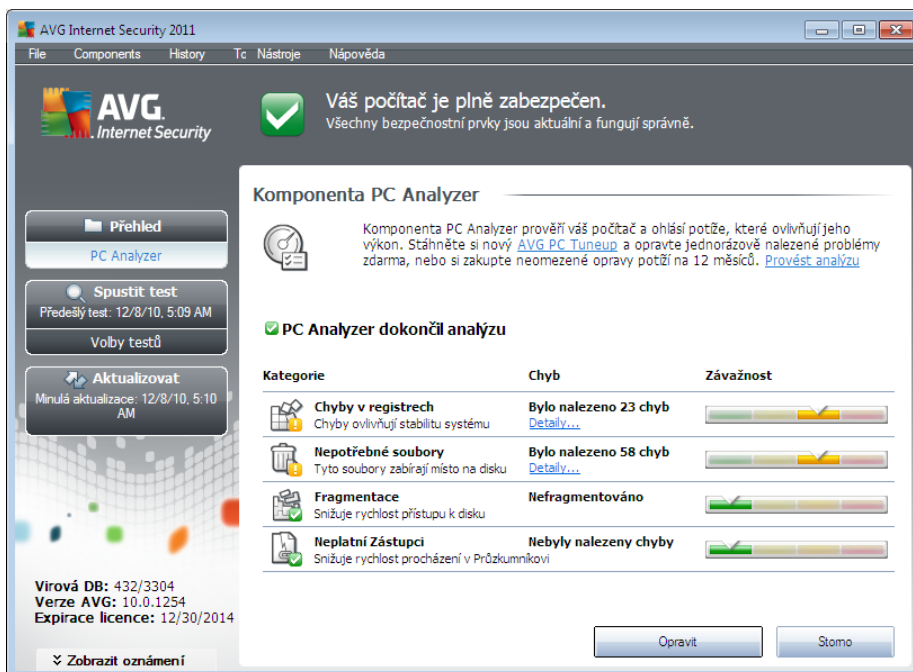 AVG Internet Security 2011
File Components History Tc Nástroje Nápověda
AVG.
Internet Security
Váš počítač je plně zabezpečen.
Všechny bezpečnostní prvky jsou aktuální a fungují správně.
Přehled
PC Analyzer
Spustit test
Předešlý test: 12/8/10, 5:09 AM
Volby testů
Aktualizovat
Minulá aktualizace: 12/8/10, 5:10
AM
Virová DB: 432/3304
Verze AVG: 10.0.1254
Expirace licence: 12/30/2014
Zobrazit oznámení
Komponenta PC Analyzer
Komponenta PC Analyzer prověří váš počítač a ohlásí potíže, které ovlivňují jeho
výkon. Stáhněte si nový AVG PC Tuneup a opravte jednorázově nalezené problémy
zdarma, nebo si zakupte neomezené opravy potíží na 12 měsíců. Provést analýzu
PC Analyzer dokončil analýzu
Kategorie Chyb Závažnost
Chyby v registrech Bylo nalezeno 23 chyb
Chyby ovlivňují stabilitu systému Detaily...
Nepotřebné soubory Bylo nalezeno 58 chyb
Tyto soubory zabírají místo na disku Detaily...
Fragmentace Nefragmentováno
Snižuje rychlost přístupu k disku
Neplatní Zástupci Nebyly nalezeny chyby
Snižuje rychlost procházení v Průzkumníkovi
Opravit Storno